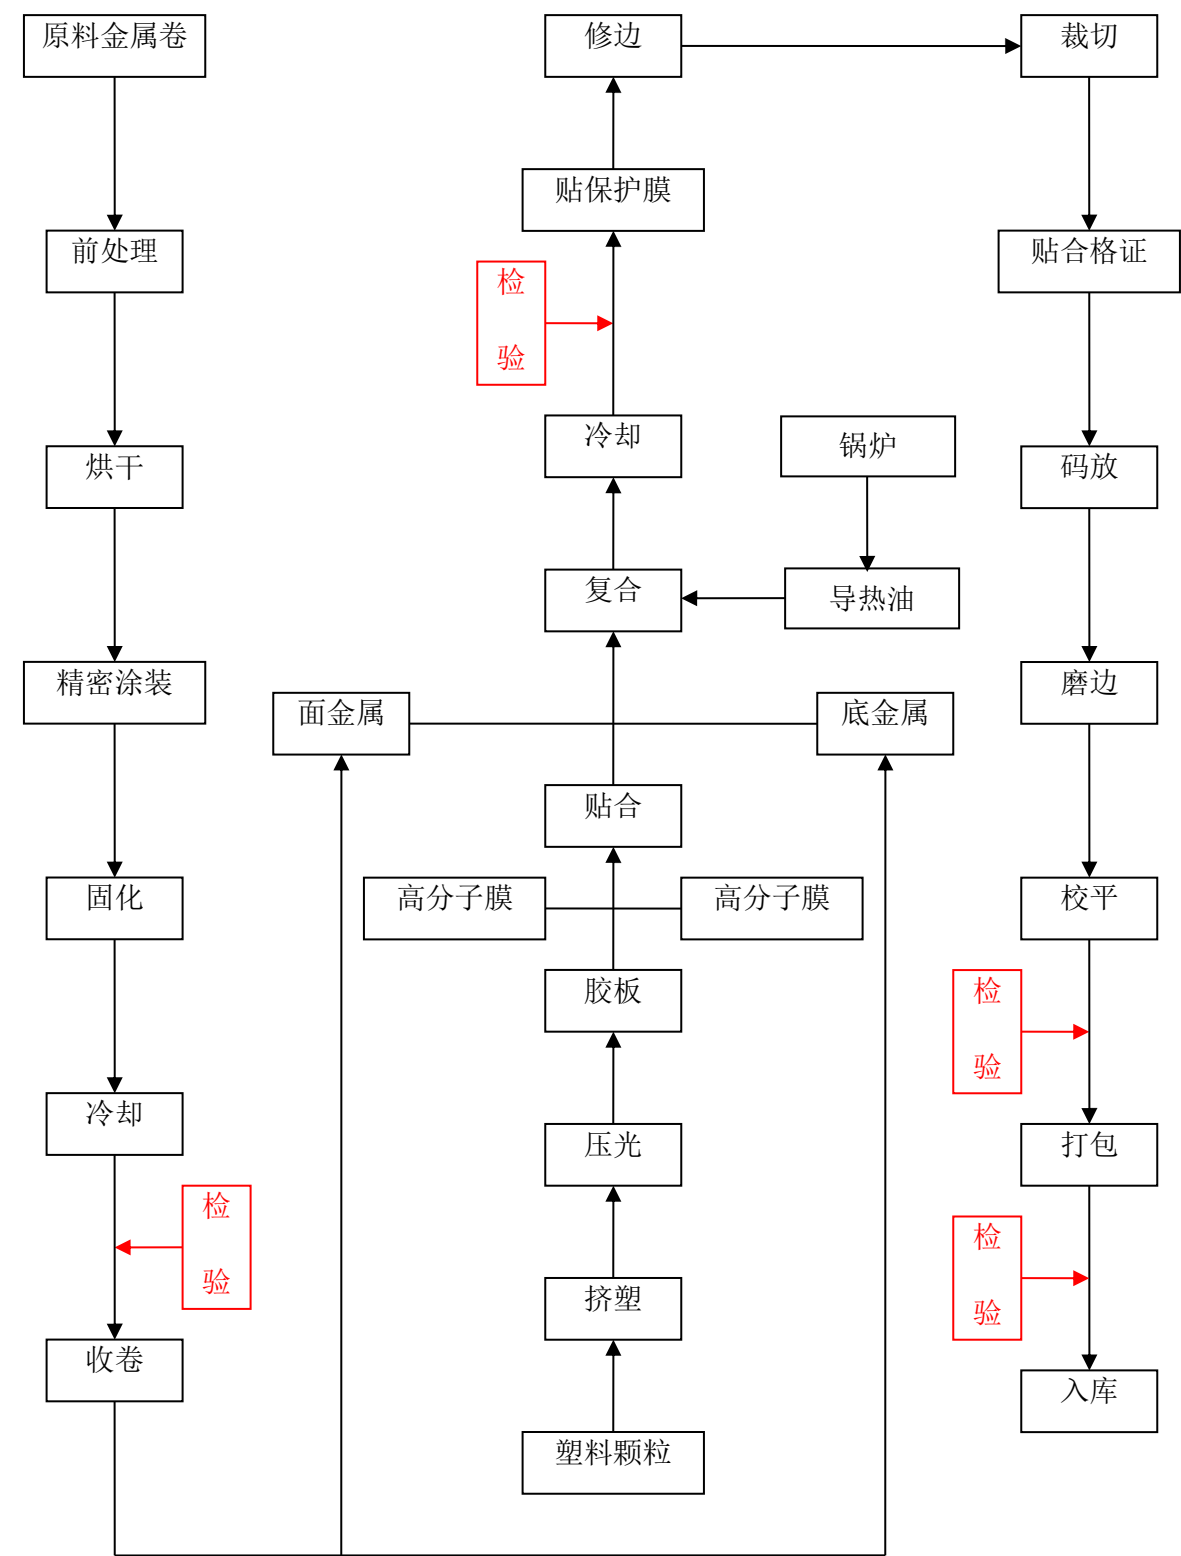 原料金属卷
前处理
烘干
精密涂装
固化
冷却
检
验
收卷
修边
贴保护膜
检
验
冷却
锅炉
复合
导热油
面金属
底金属
贴合
高分子膜
高分子膜
胶板
压光
挤塑
塑料颗粒
裁切
贴合格证
码放
磨边
校平
检
验
打包
检
验
入库